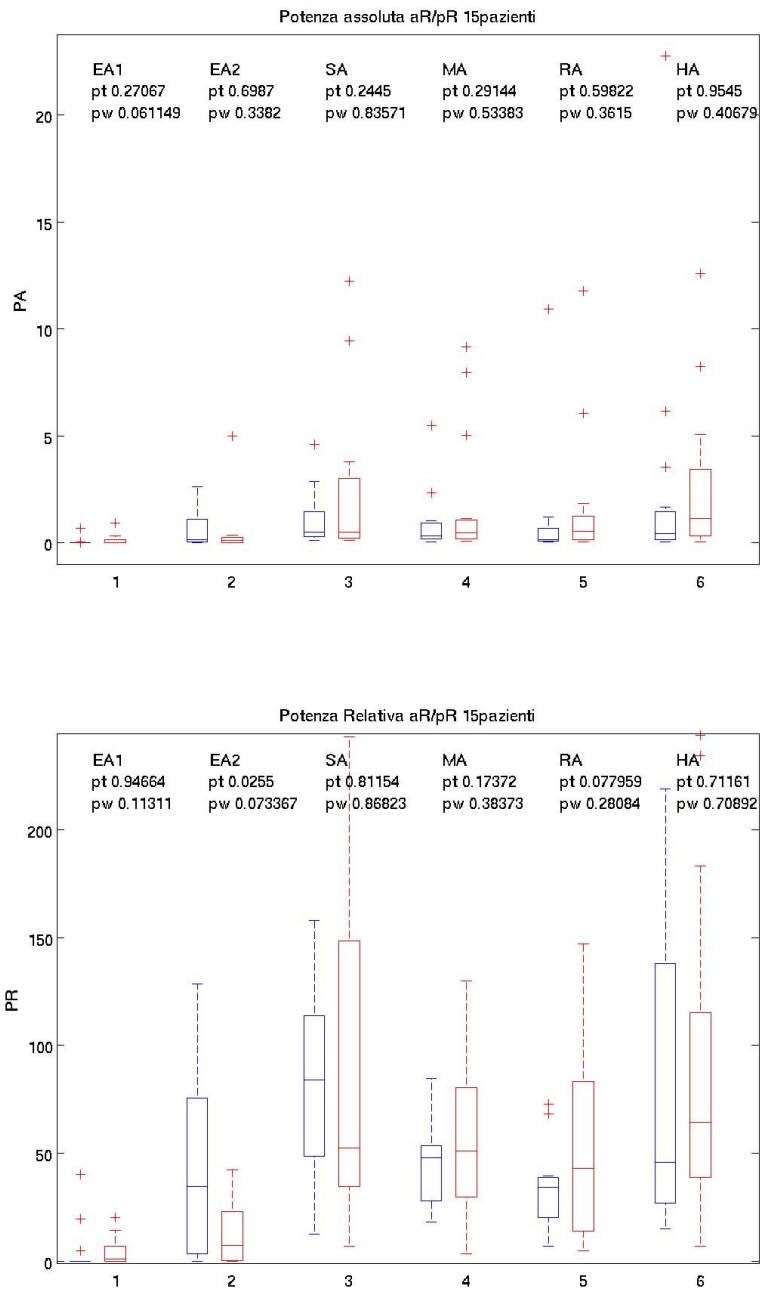 Potenza assoluta aR/pR 15pazienti
EA1 EA2 SA MA RA HA
pt 0.27067 pt 0.6987 pt 0.2445 pt 0.29144 pt 0.59822 pt 0.9545
pw 0.061149 pw 0.3382 pw 0.83571 pw 0.53383 pw 0.3615 pw 0.40679
20
15
PA
10
5
0
1 2 3 4 5 6
Potenza Relativa aR/pR 15pazienti
EA1 EA2 SA MA RA HA
pt 0.94664 pt 0.0255 pt 0.81154 pt 0.17372 pt 0.077959 pt 0.71161
pw 0.11311 pw 0.073367 pw 0.86823 pw 0.38373 pw 0.28084 pw 0.70892
200
150
PR
100
50
0
1 2 3 4 5 6